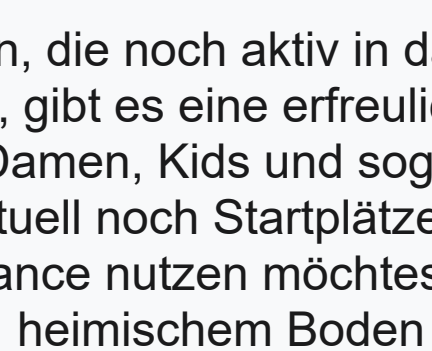 n, die noch aktiv in d
, gibt es eine erfreuli
Damen, Kids und sog
tuell noch Startplätze
ance nutzen möchtes
heimischem Boden